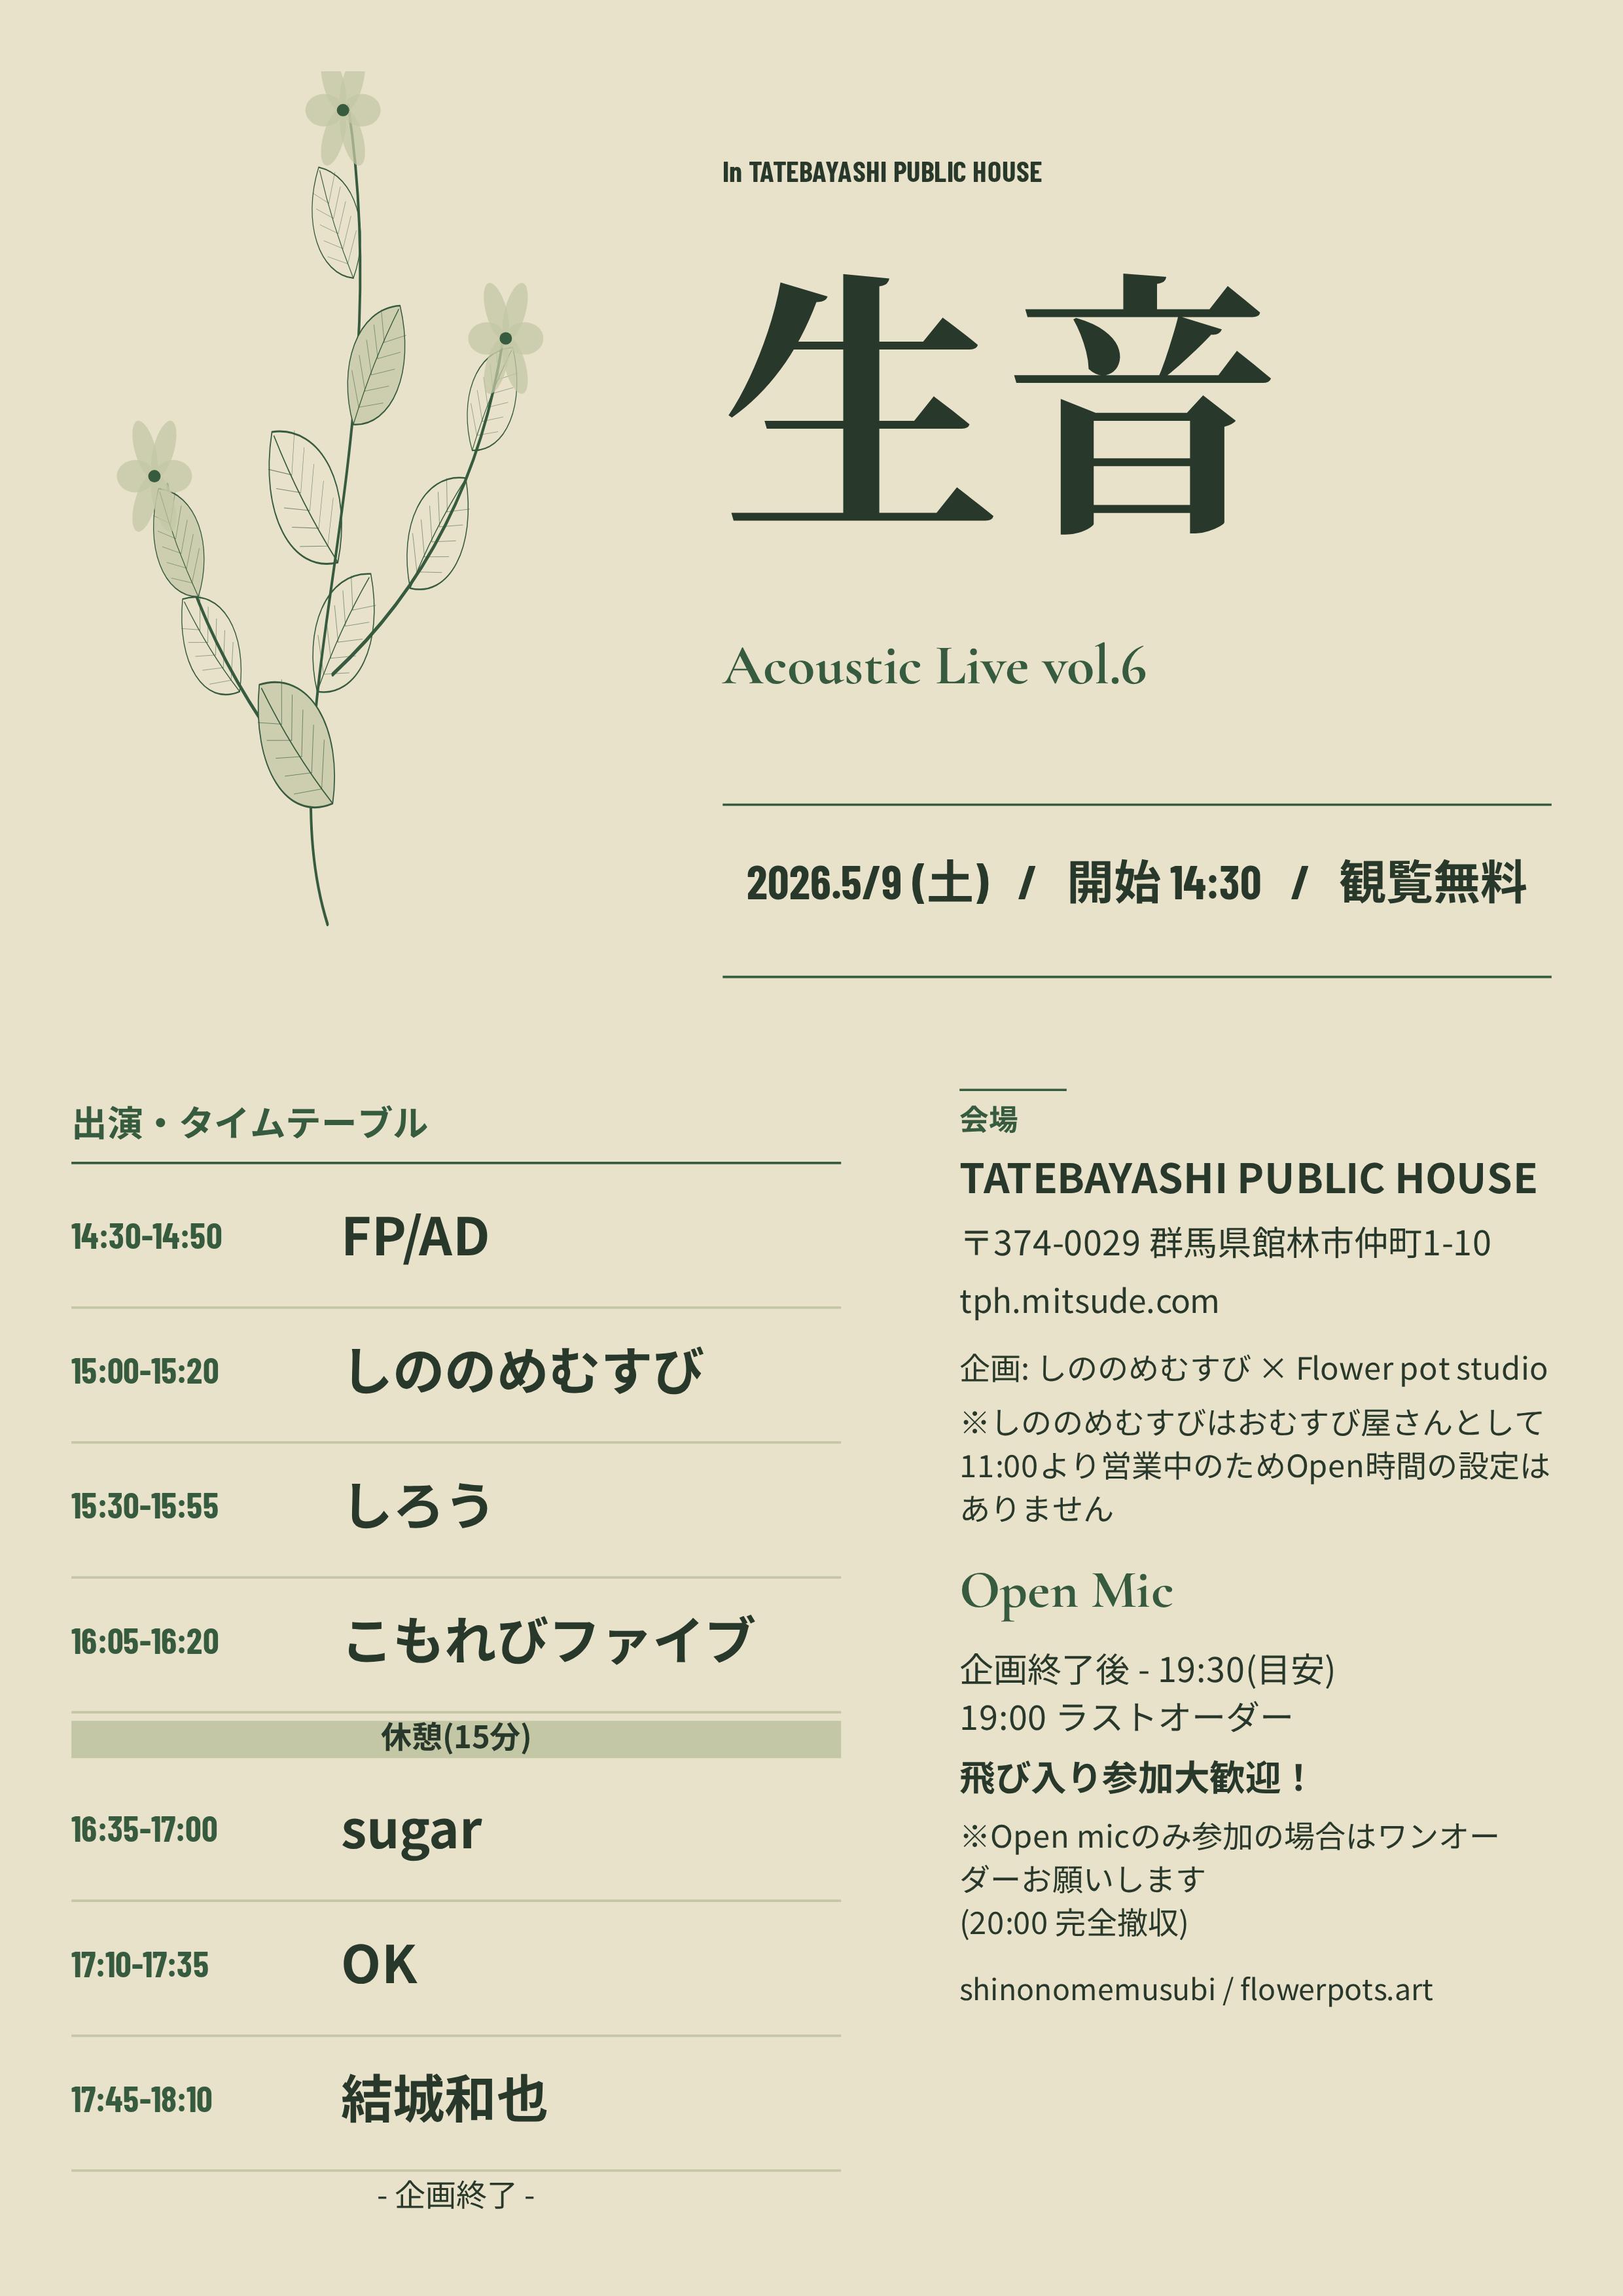 In TATEBAYASHI PUBLIC HOUSE
生音
Acoustic Live vol.6
2026.5/9 (土) / 開始 14:30 / 観覧無料
出演・タイムテーブル
14:30-14:50 FP/AD
15:00-15:20 しののめむすび
15:30-15:55 しろう
16:05-16:20 こもれびファイブ
休憩(15分)
16:35-17:00 sugar
17:10-17:35 OK
17:45-18:10 結城和也
- 企画終了 -
会場
TATEBAYASHI PUBLIC HOUSE
〒374-0029 群馬県館林市仲町1-10
tph.mitsude.com
企画: しののめむすび × Flower pot studio
※しののめむすびはおむすび屋さんとして
11:00より営業中のためOpen時間の設定は
ありません
Open Mic
企画終了後 - 19:30(目安)
19:00 ラストオーダー
飛び入り参加大歓迎！
※Open micのみ参加の場合はワンオー
ダーお願いします
(20:00 完全撤収)
shinonomemusubi / flowerpots.art